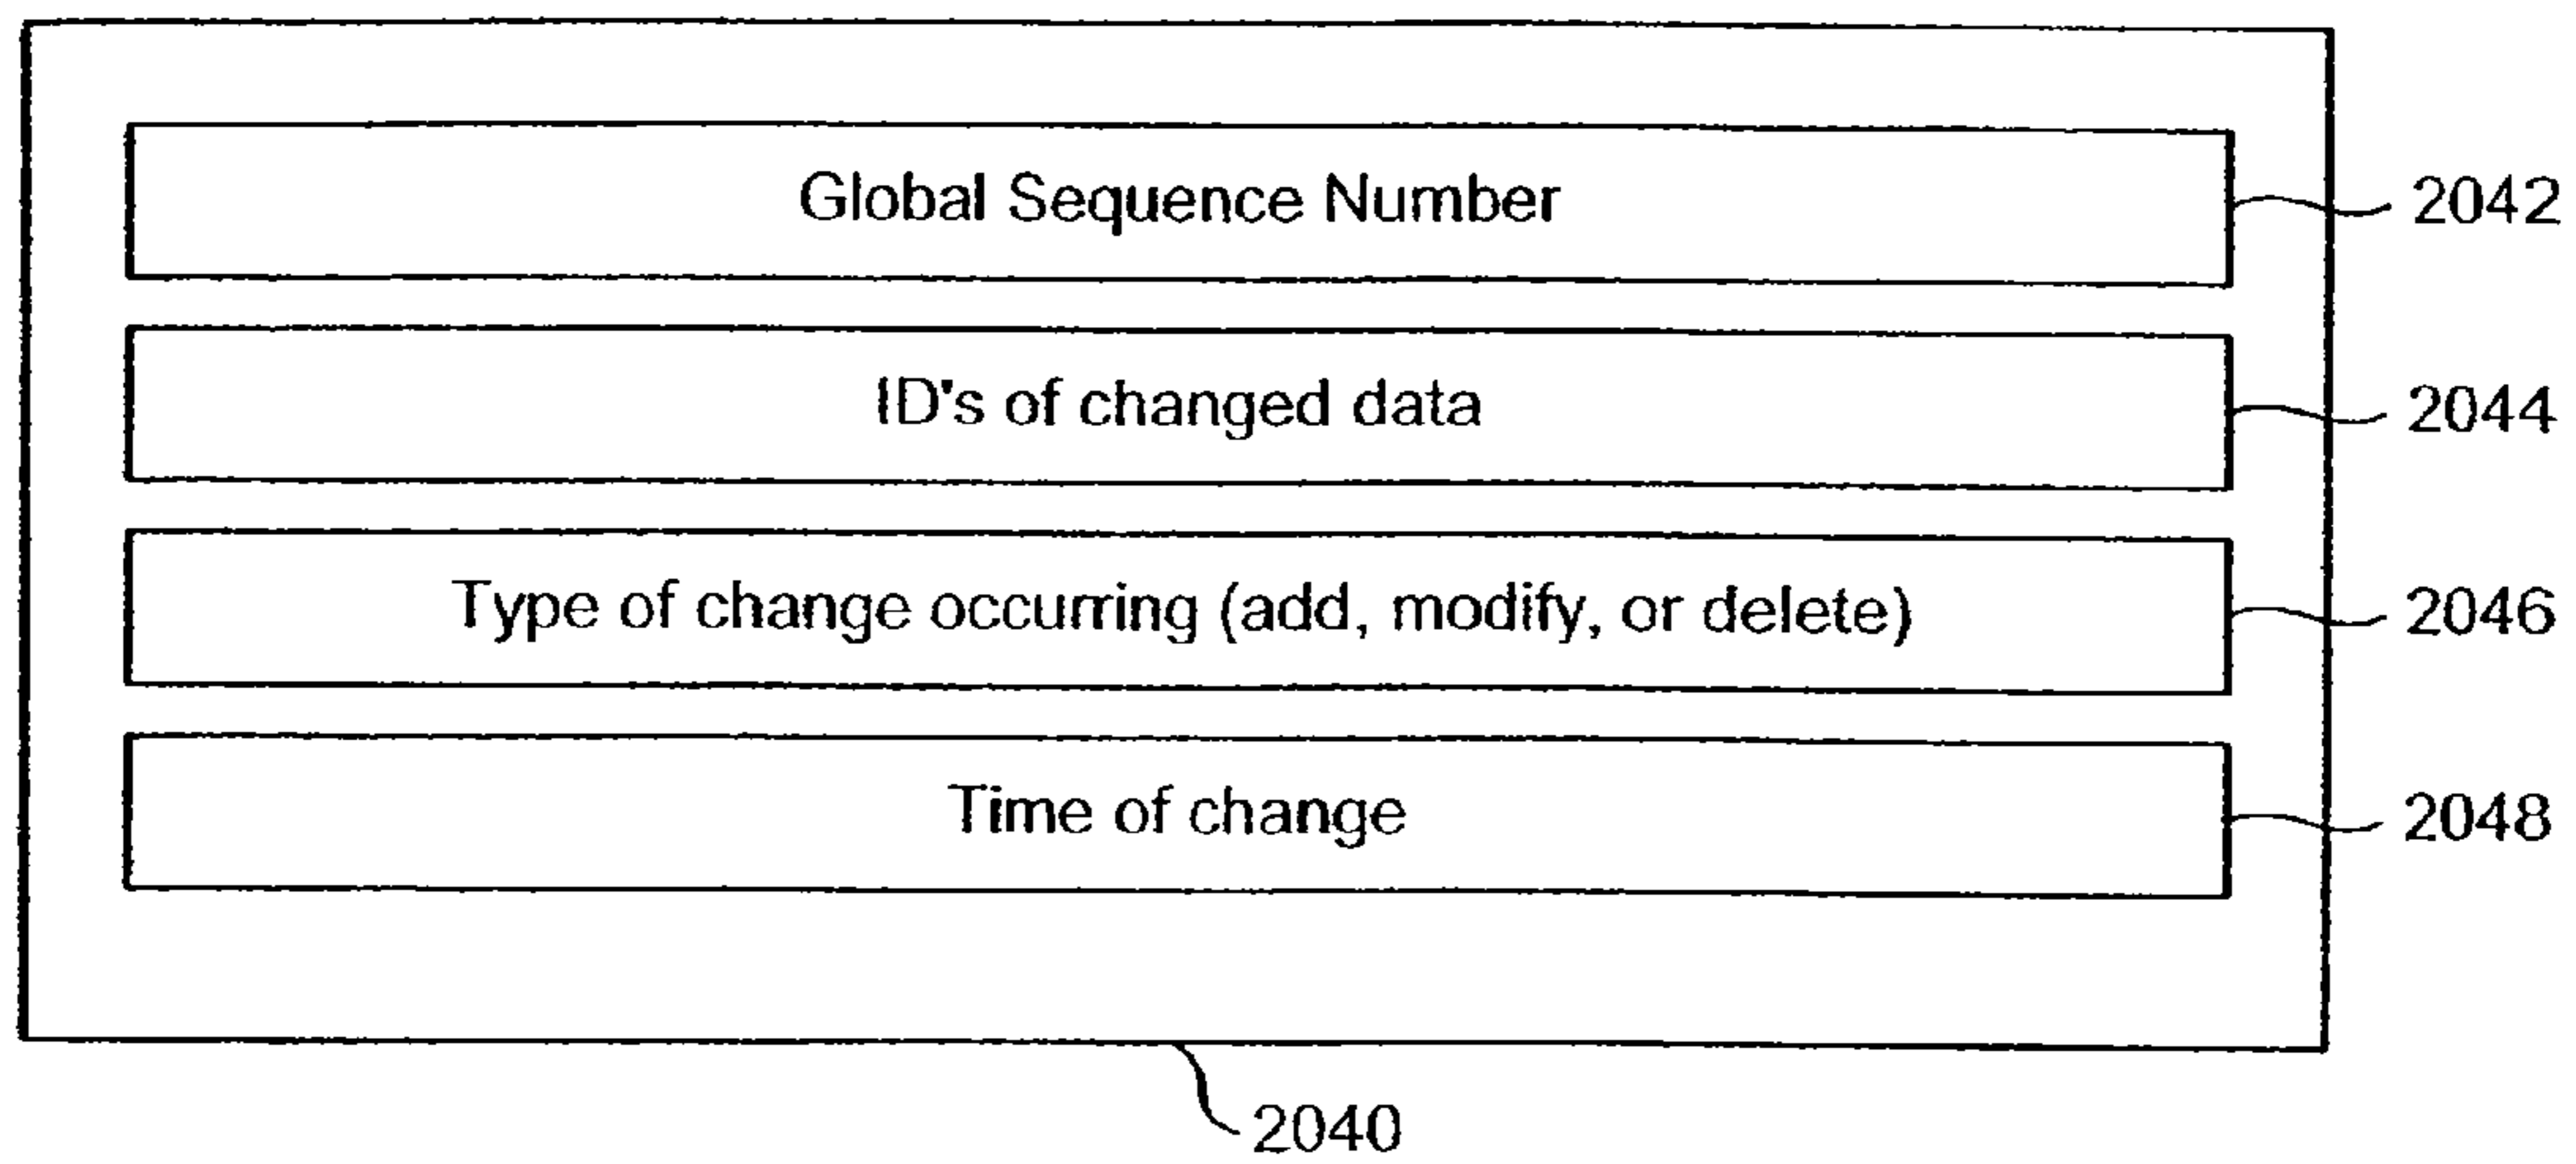 Global Sequence Number
2042
ID's of changed data
2044
Type of change occurring (add, modify, or delete)
2046
Time of change
2048
2040